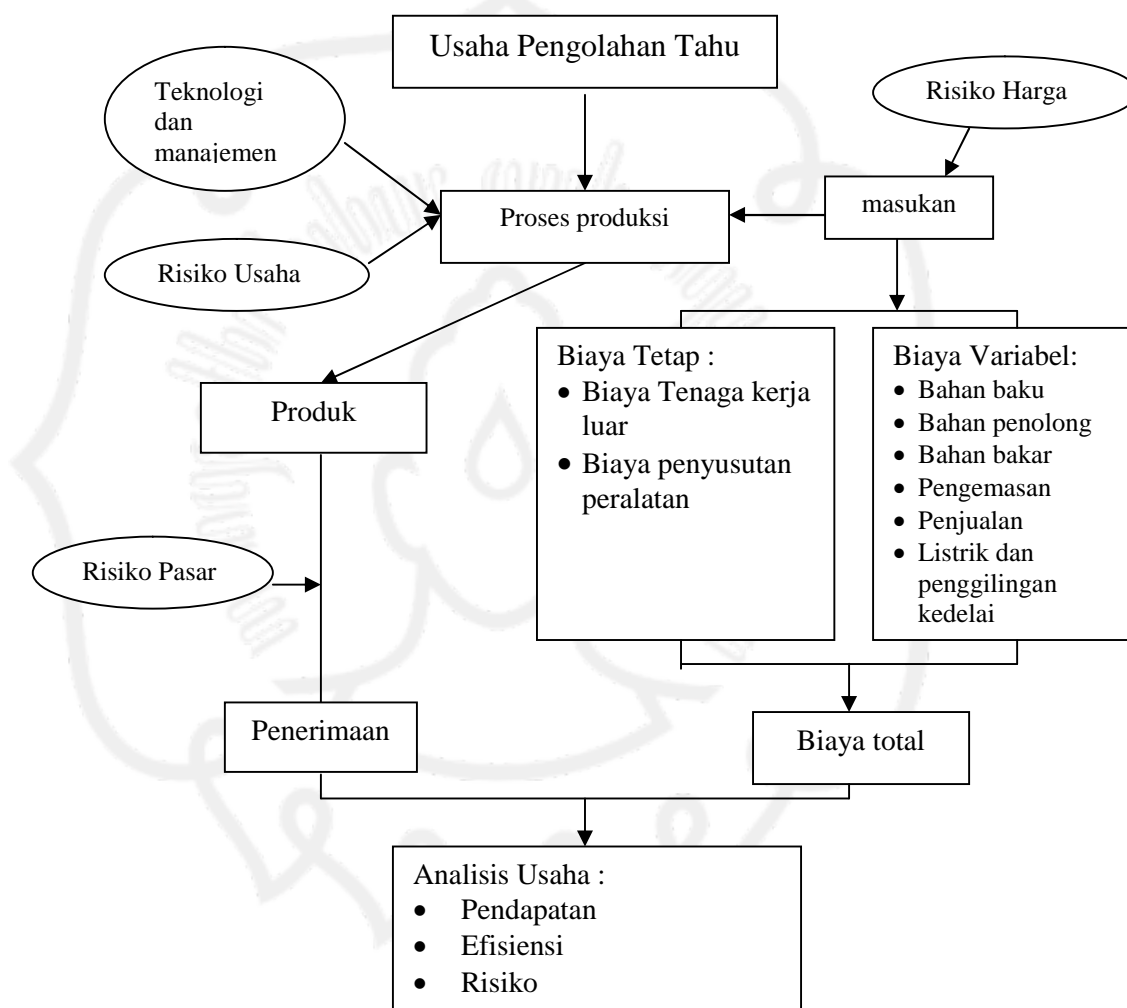 Usaha Pengolahan Tahu
Teknologi
dan
manajemen
Risiko Harga
Proses produksi
masukan
Risiko Usaha
Produk
Biaya Tetap :
• Biaya Tenaga kerja
luar
• Biaya penyusutan
peralatan
Biaya Variabel:
• Bahan baku
• Bahan penolong
• Bahan bakar
• Pengemasan
• Penjualan
• Listrik dan
penggilingan
kedelai
Risiko Pasar
Penerimaan
Biaya total
Analisis Usaha :
• Pendapatan
• Efisiensi
• Risiko